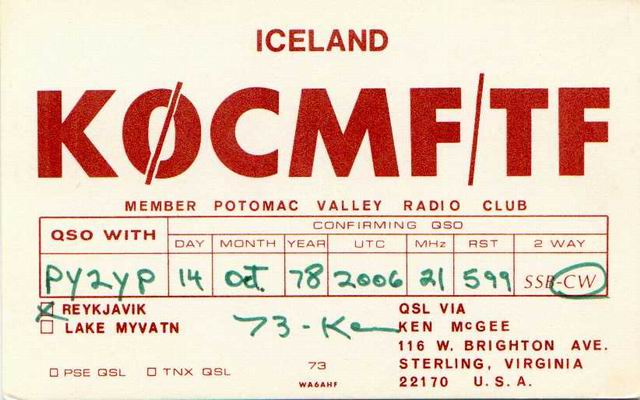 ICELAND
KØCMF/TF
MEMBER POTOMAC VALLEY RADIO CLUB
QSO WITH CONFIRMING QSO
DAY MONTH YEAR UTC MHz RST 2 WAY
PY2YP 14 Oct. 78 2006 21 599 SSB-CW
REYKJAVIK
LAKE MYVATN
73-Ken
QSL VIA
KEN McGEE
116 W. BRIGHTON AVE.
STERLING, VIRGINIA
22170 U.S.A.
PSE QSL TNX QSL 73
WA6AHF